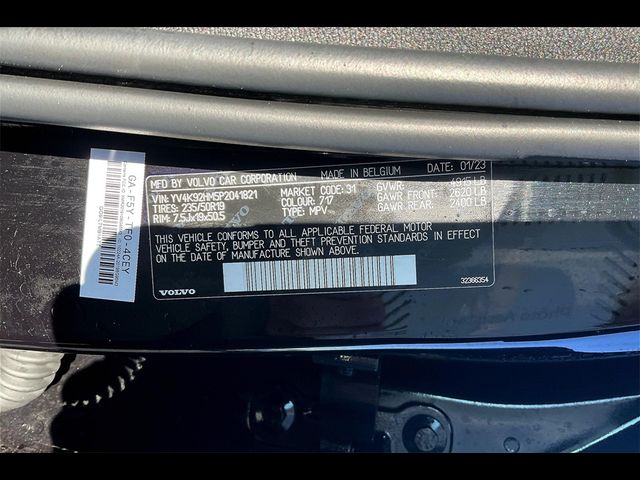 MFD BY VOLVO CAR CORPORATION MADE IN BELGIUM DATE: 01/23
VIN: YV4K92HM5P2041821 MARKET CODE: 31 GVWR: 4915 LB
TIRES: 235/50R19 COLOUR: 717 GAWR FRONT: 2620 LB
RIM: 7.5Jx19x50.5 TYPE: MPV GAWR REAR: 2400 LB
THIS VEHICLE CONFORMS TO ALL APPLICABLE FEDERAL MOTOR
VEHICLE SAFETY, BUMPER AND THEFT PREVENTION STANDARDS IN EFFECT
ON THE DATE OF MANUFACTURE SHOWN ABOVE.
VOLVO
32366354
GA-F5Y-TF0-4CEY